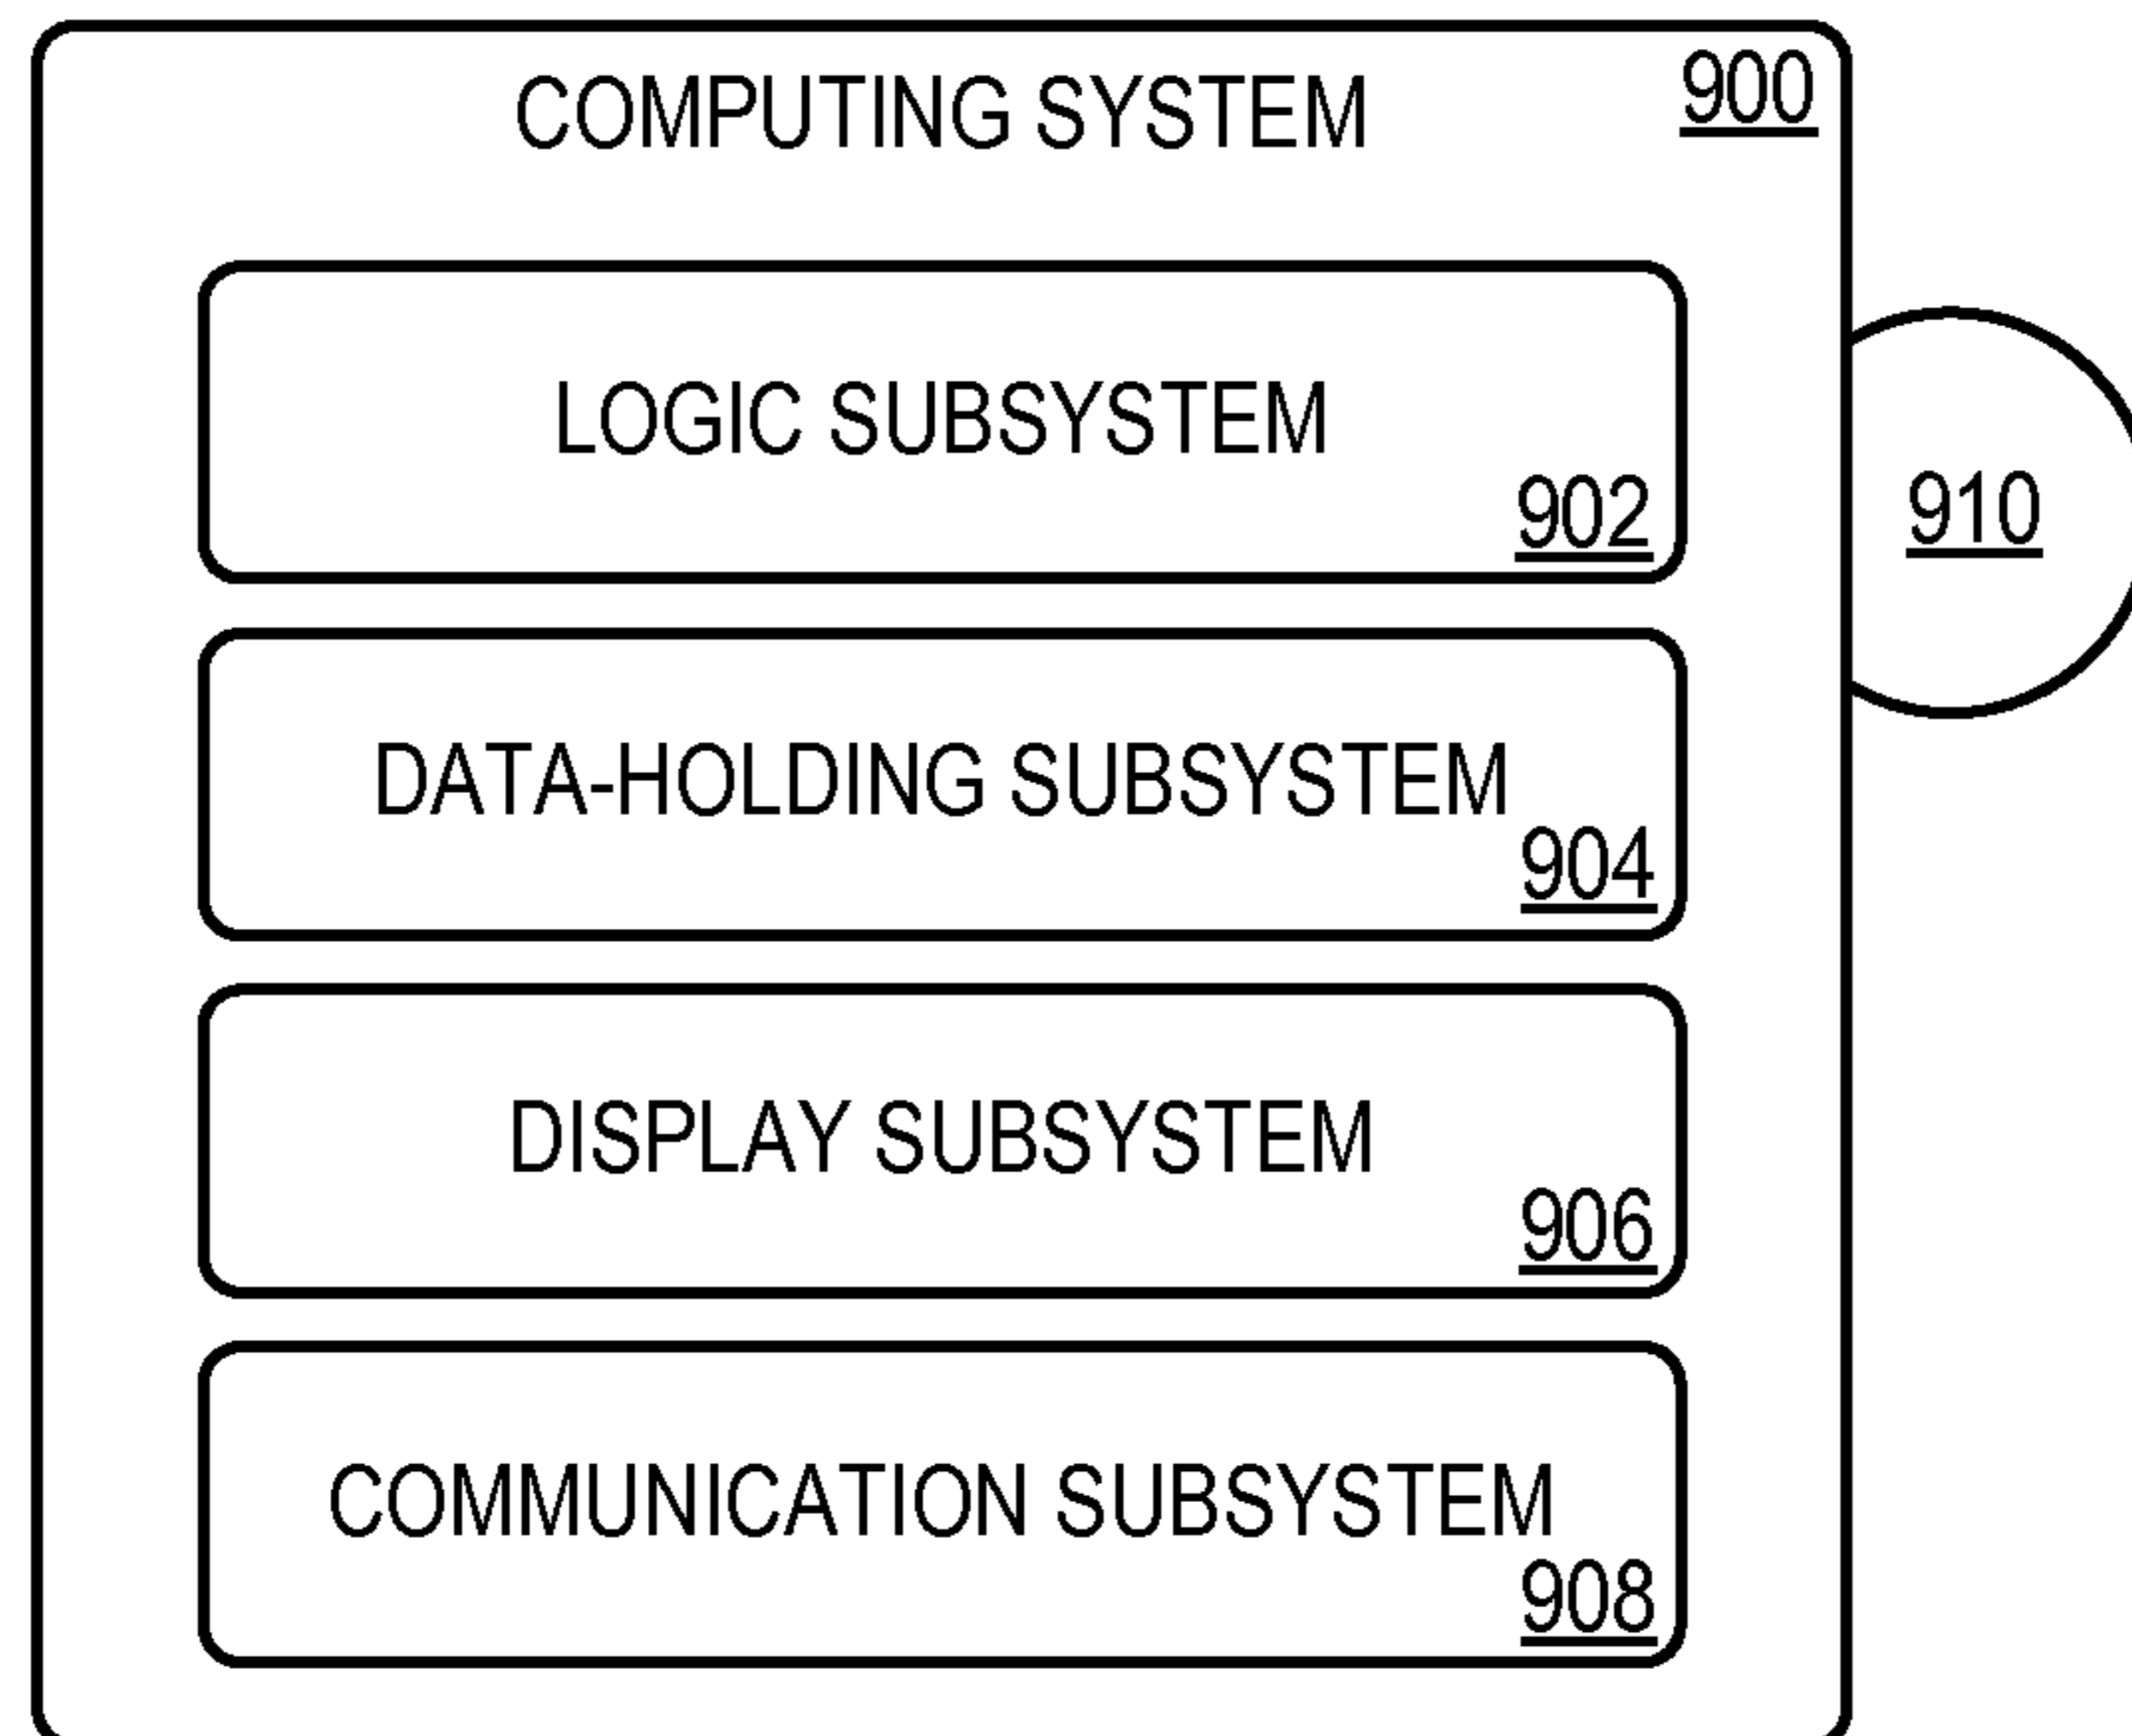 COMPUTING SYSTEM
900
LOGIC SUBSYSTEM
902
910
DATA-HOLDING SUBSYSTEM
904
DISPLAY SUBSYSTEM
906
COMMUNICATION SUBSYSTEM
908